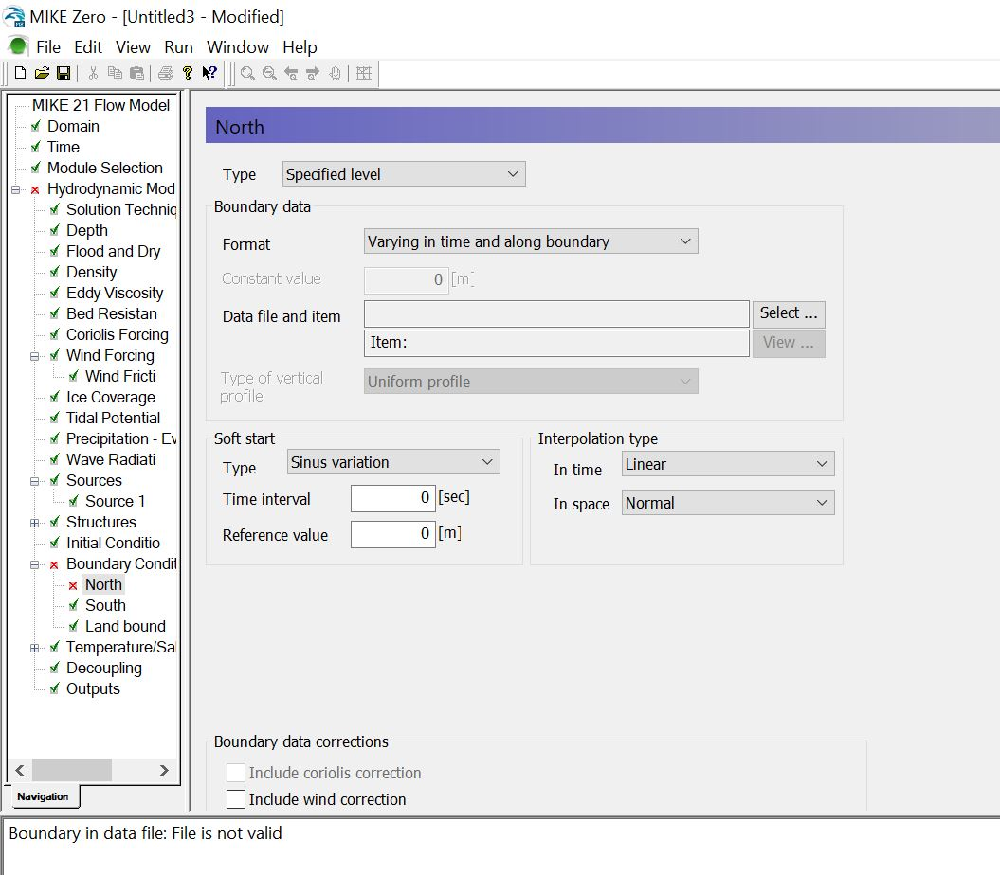 MIKE Zero - [Untitled3 - Modified]
File Edit View Run Window Help
MIKE 21 Flow Model
Domain
Time
Module Selection
Hydrodynamic Mod
Solution Techniq
Depth
Flood and Dry
Density
Eddy Viscosity
Bed Resistan
Coriolis Forcing
Wind Forcing
Wind Fricti
Ice Coverage
Tidal Potential
Precipitation - Ev
Wave Radiati
Sources
Source 1
Structures
Initial Conditio
Boundary Condit
North
South
Land bound
Temperature/Sal
Decoupling
Outputs
Navigation
North
Type Specified level
Boundary data
Format Varying in time and along boundary
Constant value 0 [m]
Data file and item Select ...
Item: View ...
Type of vertical
profile
Uniform profile
Soft start
Type Sinus variation
Time interval 0 [sec]
Reference value 0 [m]
Interpolation type
In time Linear
In space Normal
Boundary data corrections
Include coriolis correction
Include wind correction
Boundary in data file: File is not valid